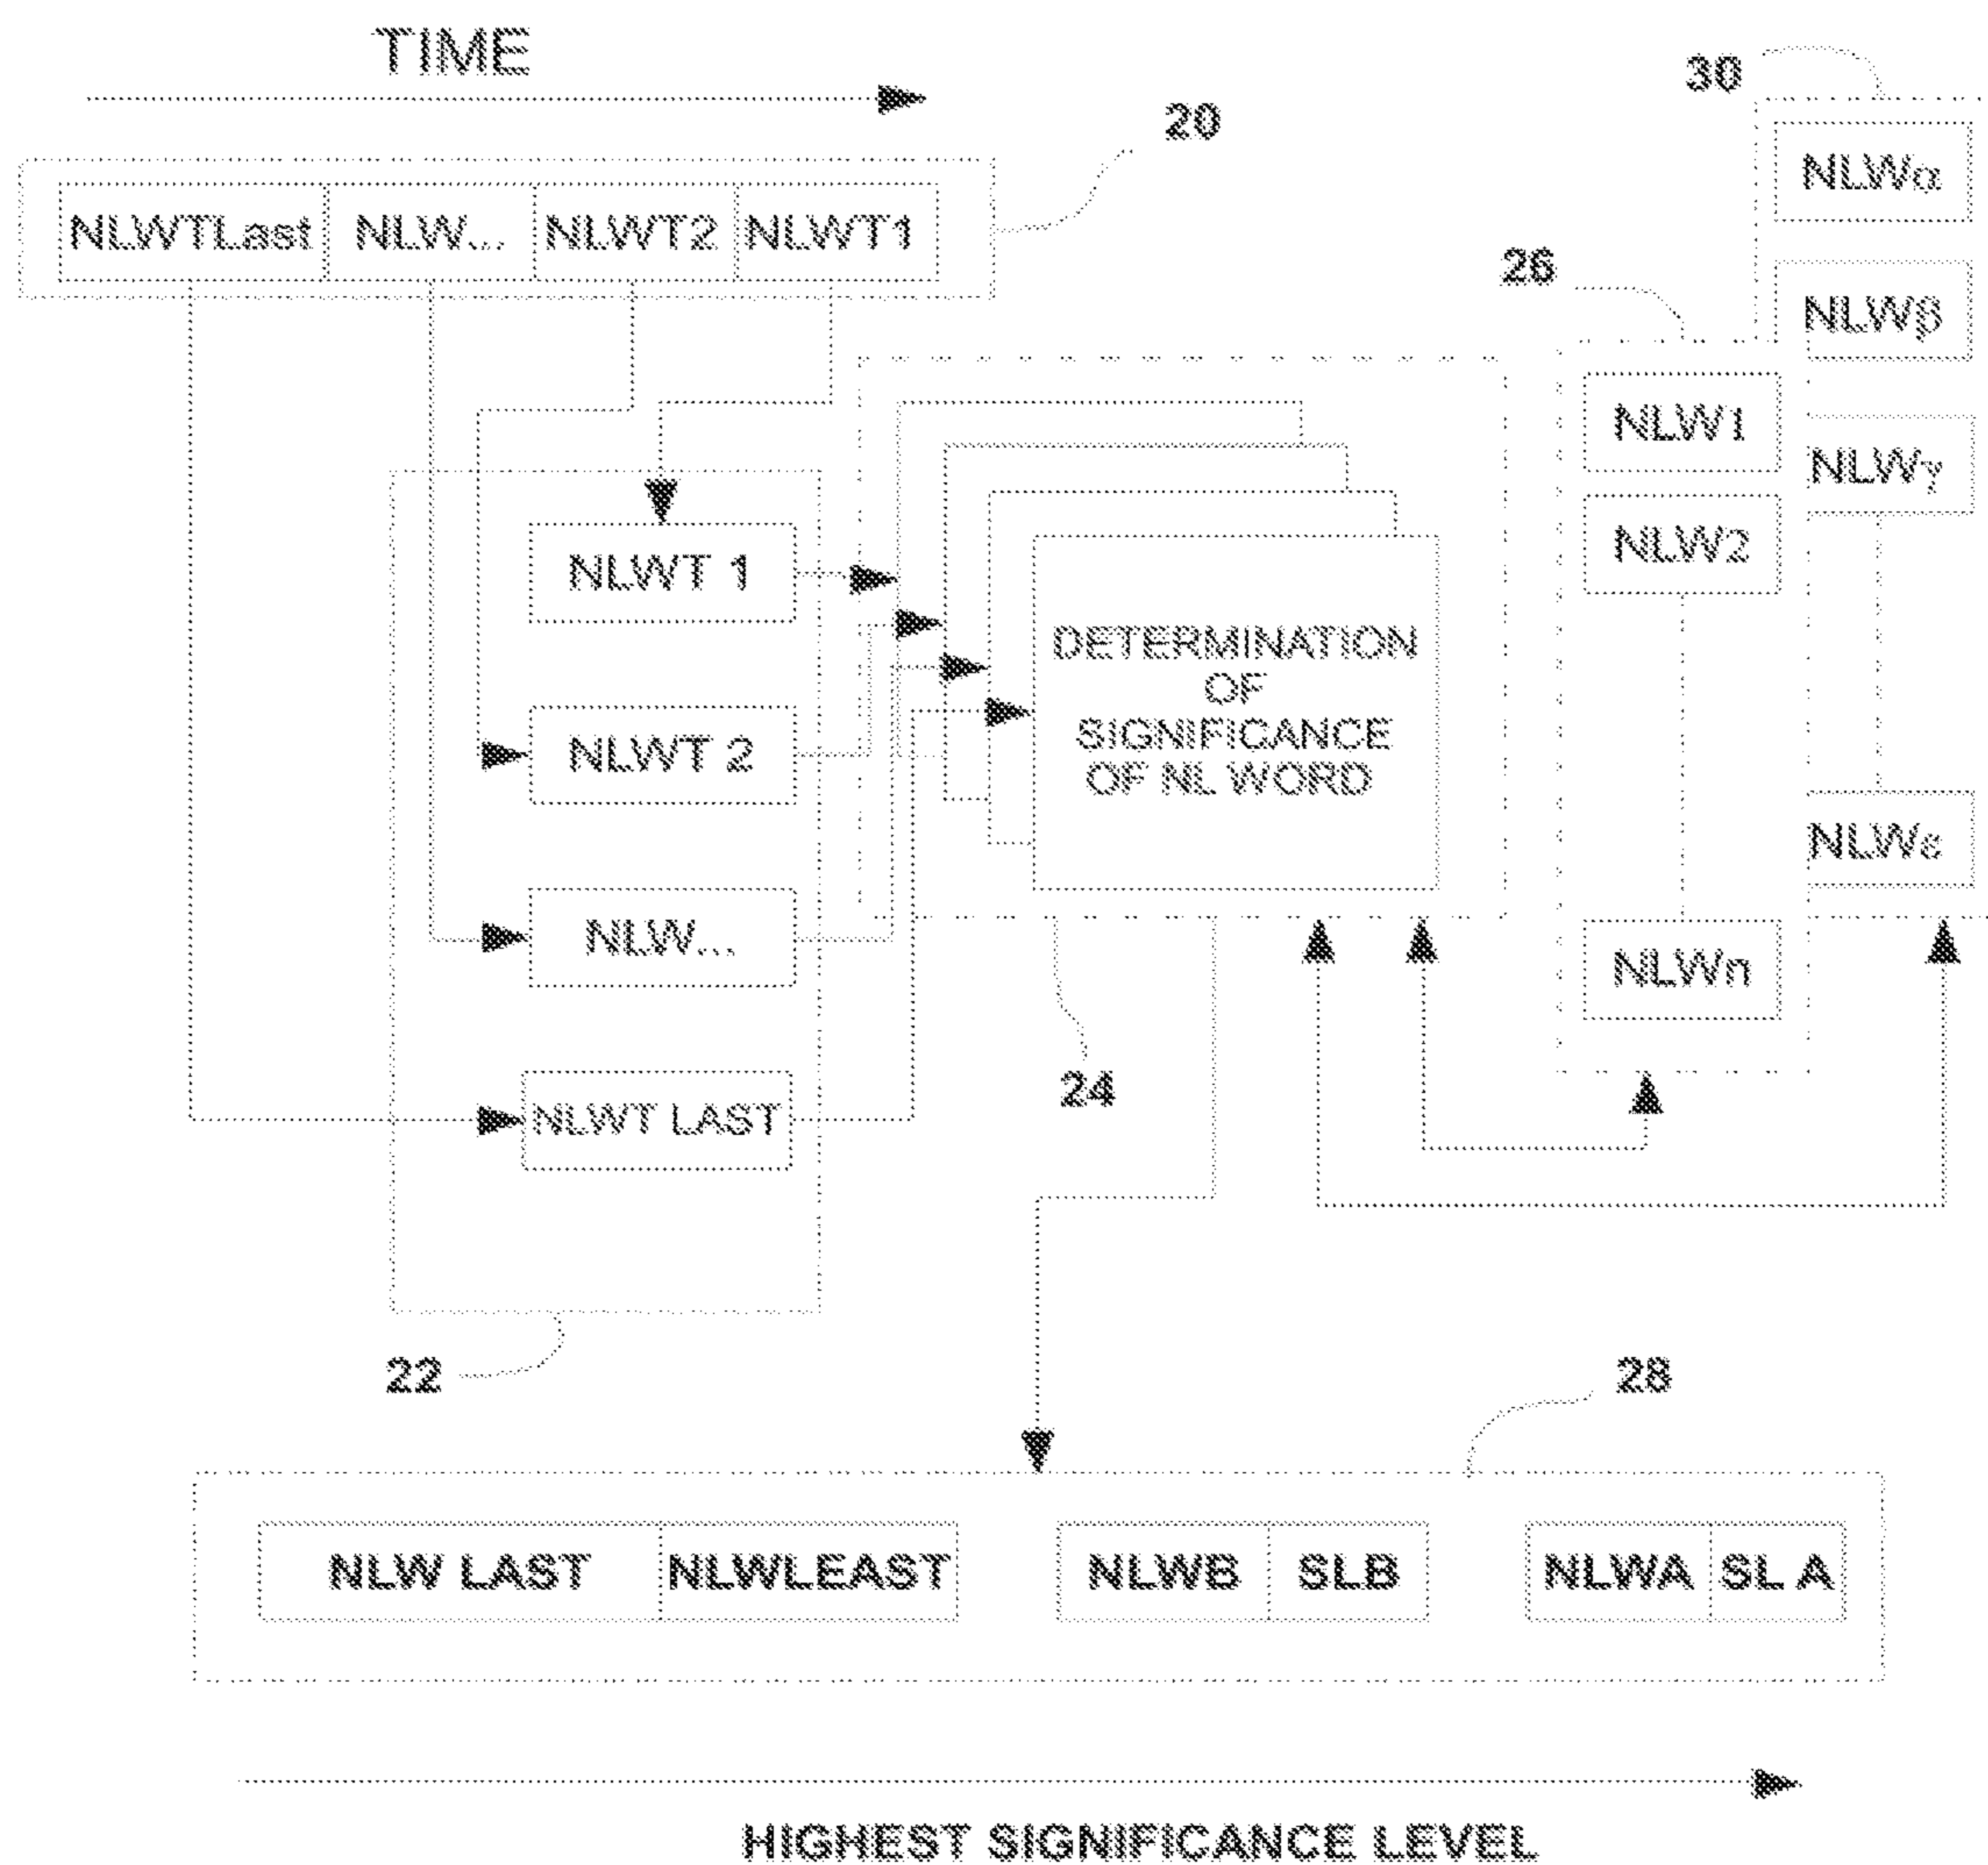 TIME
30
20
NLWα
NLWTLast NLW... NLWT2 NLWT1
26
NLWβ
NLW1
NLWγ
NLW2
NLWT 1
DETERMINATION
OF
SIGNIFICANCE
OF NL WORD
NLWT 2
NLWε
NLW...
NLWn
24
NLWT LAST
22
28
NLW LAST NLWLEAST NLWB SLB NLWA SL A
HIGHEST SIGNIFICANCE LEVEL